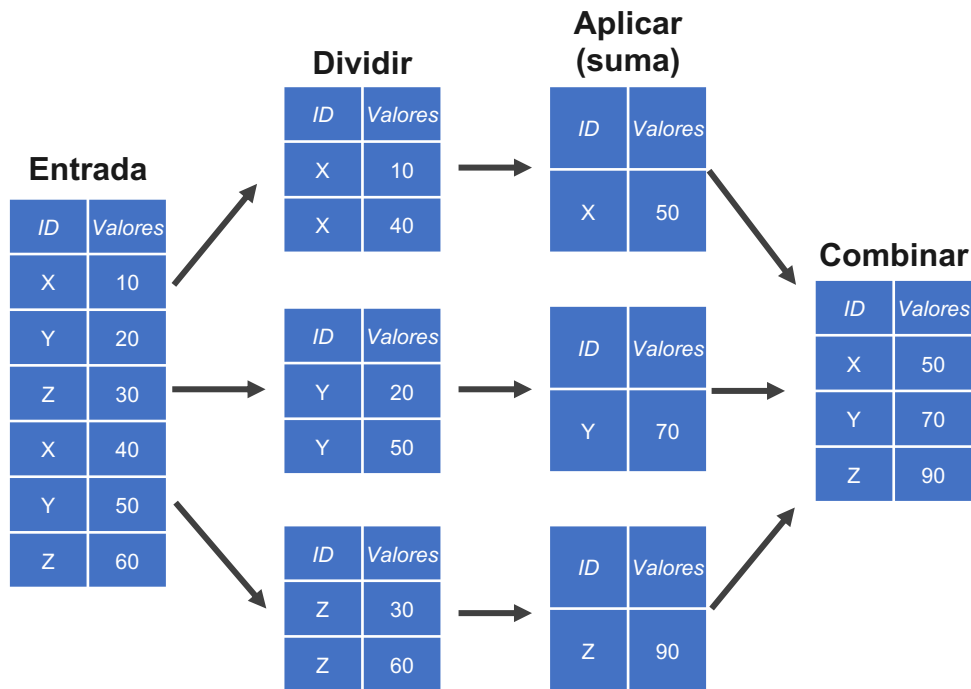 Entrada
ID Valores
X 10
Y 20
Z 30
X 40
Y 50
Z 60
Dividir
ID Valores
X 10
X 40
ID Valores
Y 20
Y 50
ID Valores
Z 30
Z 60
Aplicar
(suma)
ID Valores
X 50
ID Valores
Y 70
ID Valores
Z 90
Combinar
ID Valores
X 50
Y 70
Z 90